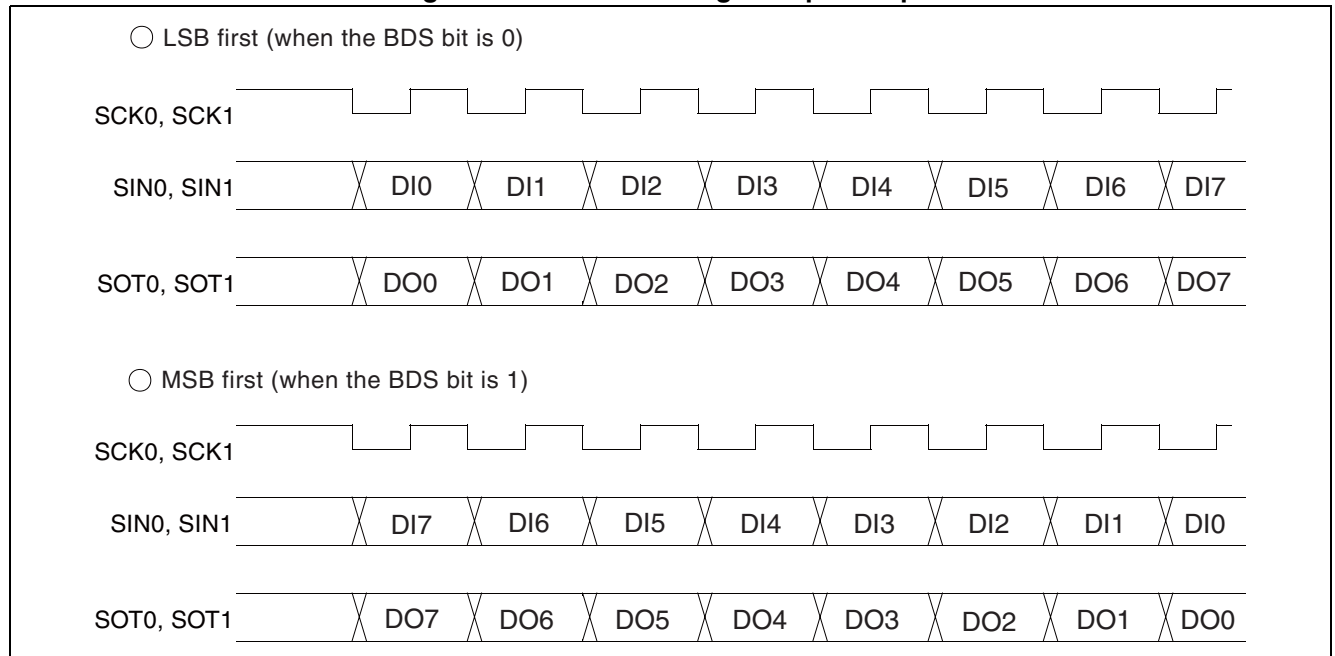 LSB first (when the BDS bit is 0)
SCK0, SCK1
SIN0, SIN1 DI0 DI1 DI2 DI3 DI4 DI5 DI6 DI7
SOT0, SOT1 DO0 DO1 DO2 DO3 DO4 DO5 DO6 DO7
MSB first (when the BDS bit is 1)
SCK0, SCK1
SIN0, SIN1 DI7 DI6 DI5 DI4 DI3 DI2 DI1 DI0
SOT0, SOT1 DO7 DO6 DO5 DO4 DO3 DO2 DO1 DO0